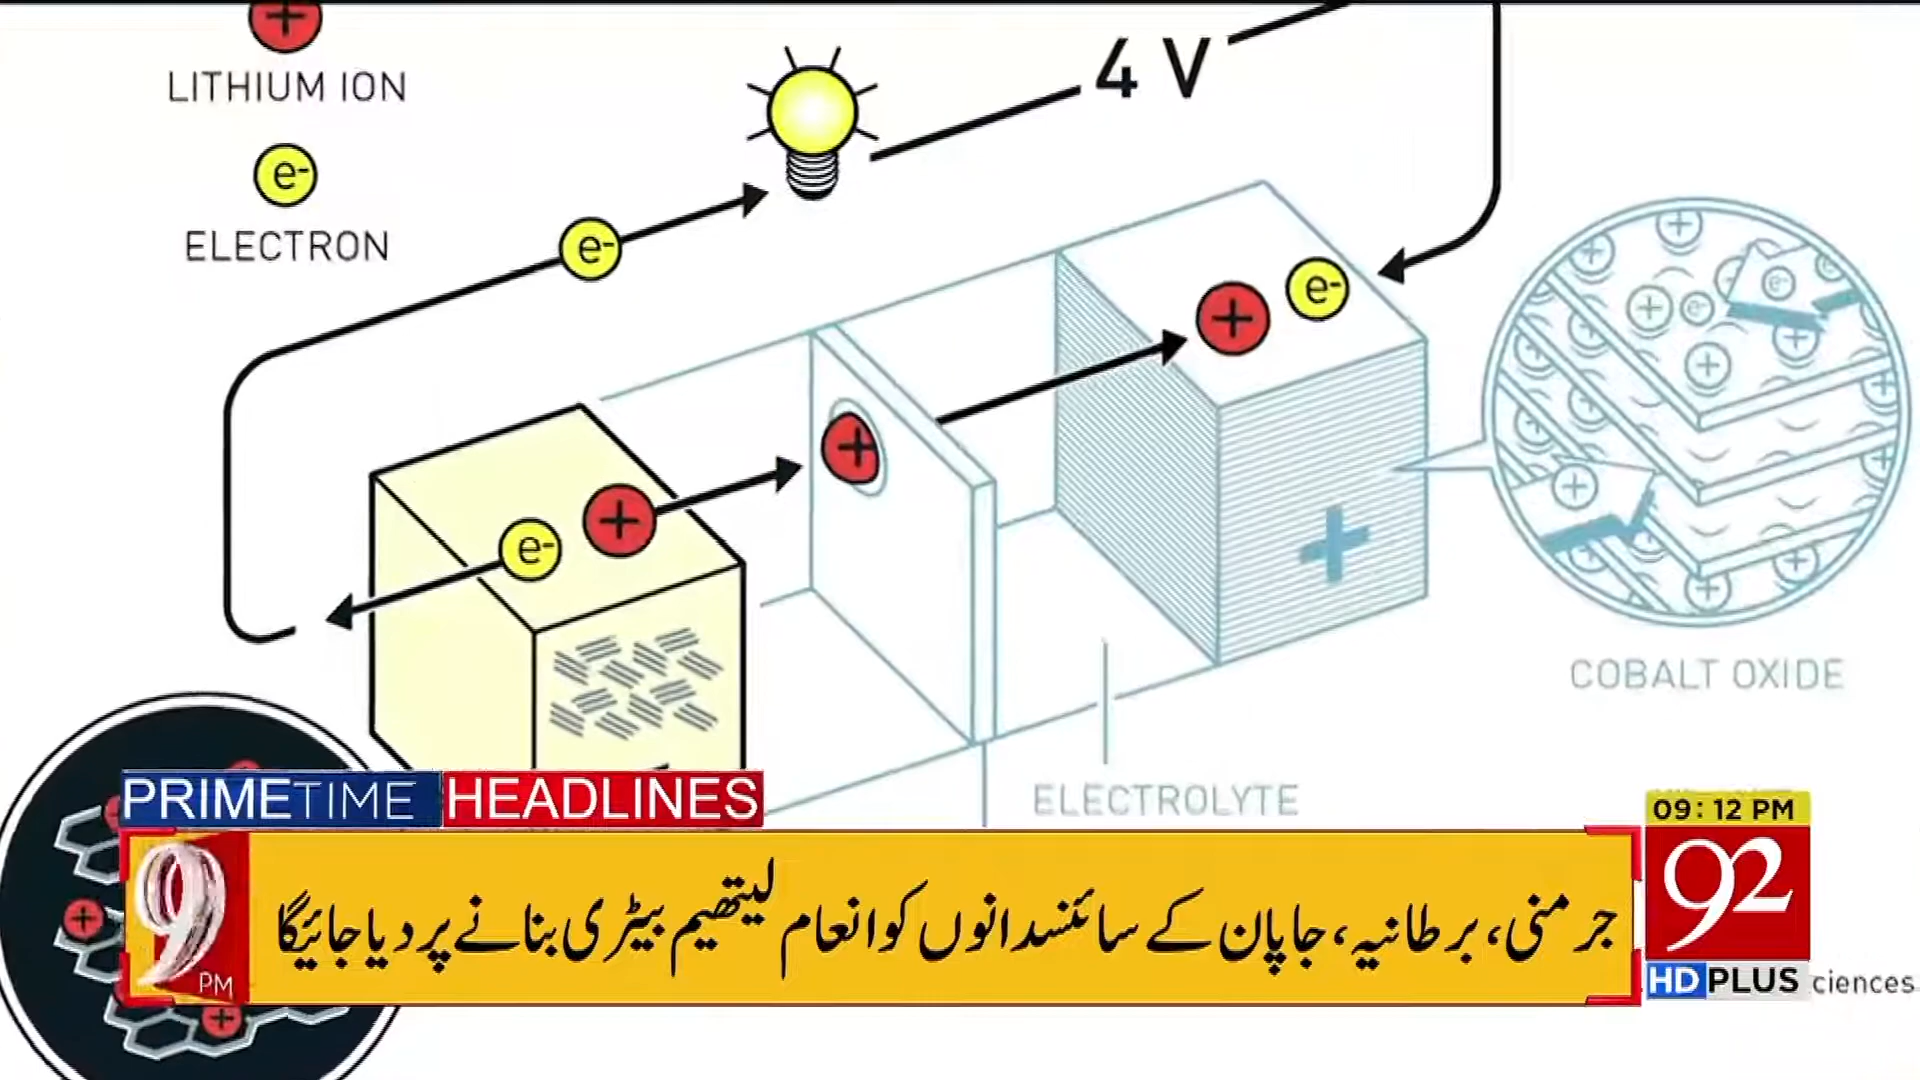 LITHIUM ION
e-
ELECTRON
4 V
e-
e-
e-
COBALT OXIDE
ELECTROLYTE
PRIMETIME HEADLINES
9 PM
جرمنی، برطانیہ، جاپان کے سائنسدانوں کو انعام لیتھیم بیٹری بنانے پر دیا جائیگا
09:12 PM
92
HD PLUS
ciences